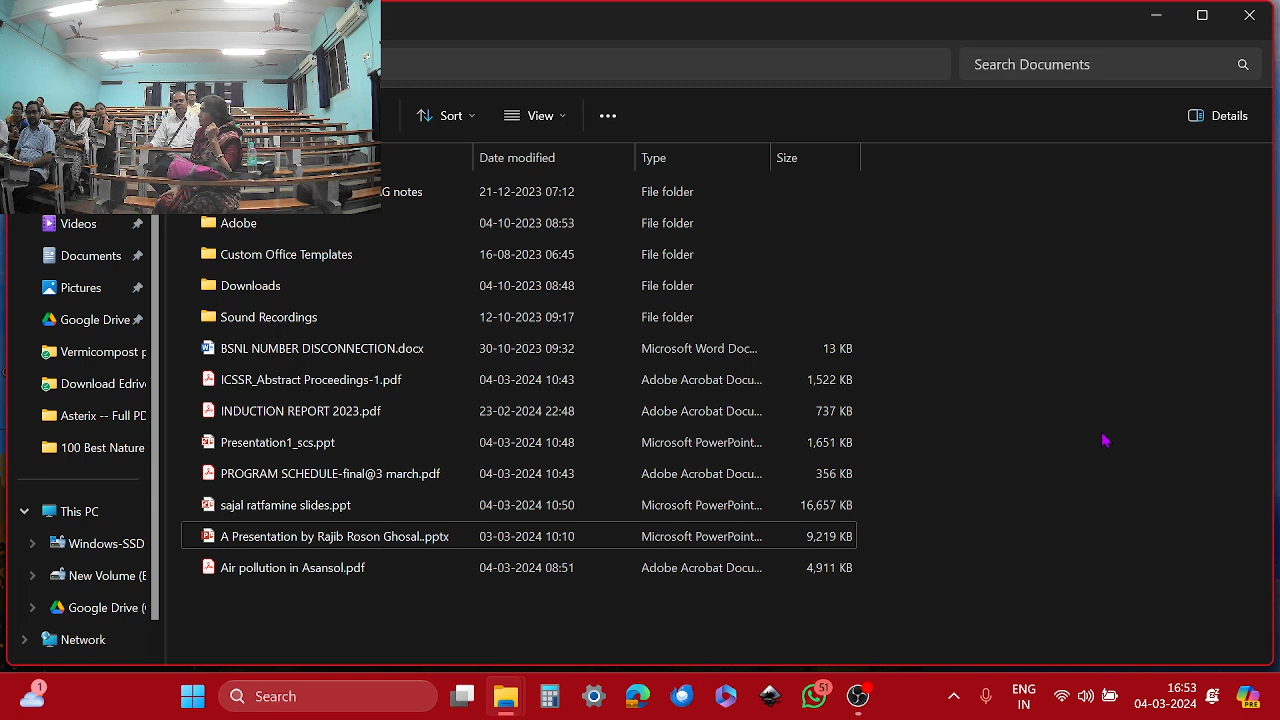 Search Documents
Sort
View
Details
Date modified
Type
Size
G notes 21-12-2023 07:12 File folder
Videos
Adobe 04-10-2023 08:53 File folder
Documents
Custom Office Templates 16-08-2023 06:45 File folder
Pictures
Downloads 04-10-2023 08:48 File folder
Google Drive
Sound Recordings 12-10-2023 09:17 File folder
Vermicompost p
BSNL NUMBER DISCONNECTION.docx 30-10-2023 09:32 Microsoft Word Doc... 13 KB
Download Edriv
ICSSR_Abstract Proceedings-1.pdf 04-03-2024 10:43 Adobe Acrobat Docu... 1,522 KB
Asterix -- Full PD
INDUCTION REPORT 2023.pdf 23-02-2024 22:48 Adobe Acrobat Docu... 737 KB
100 Best Nature
Presentation1_scs.ppt 04-03-2024 10:48 Microsoft PowerPoint... 1,651 KB
PROGRAM SCHEDULE-final@3 march.pdf 04-03-2024 10:43 Adobe Acrobat Docu... 356 KB
This PC
sajal ratfamine slides.ppt 04-03-2024 10:50 Microsoft PowerPoint... 16,657 KB
Windows-SSD
A Presentation by Rajib Roson Ghosal..pptx 03-03-2024 10:10 Microsoft PowerPoint... 9,219 KB
New Volume (E
Air pollution in Asansol.pdf 04-03-2024 08:51 Adobe Acrobat Docu... 4,911 KB
Google Drive (
Network
1
Search
51
ENG
IN
16:53
04-03-2024
PRE